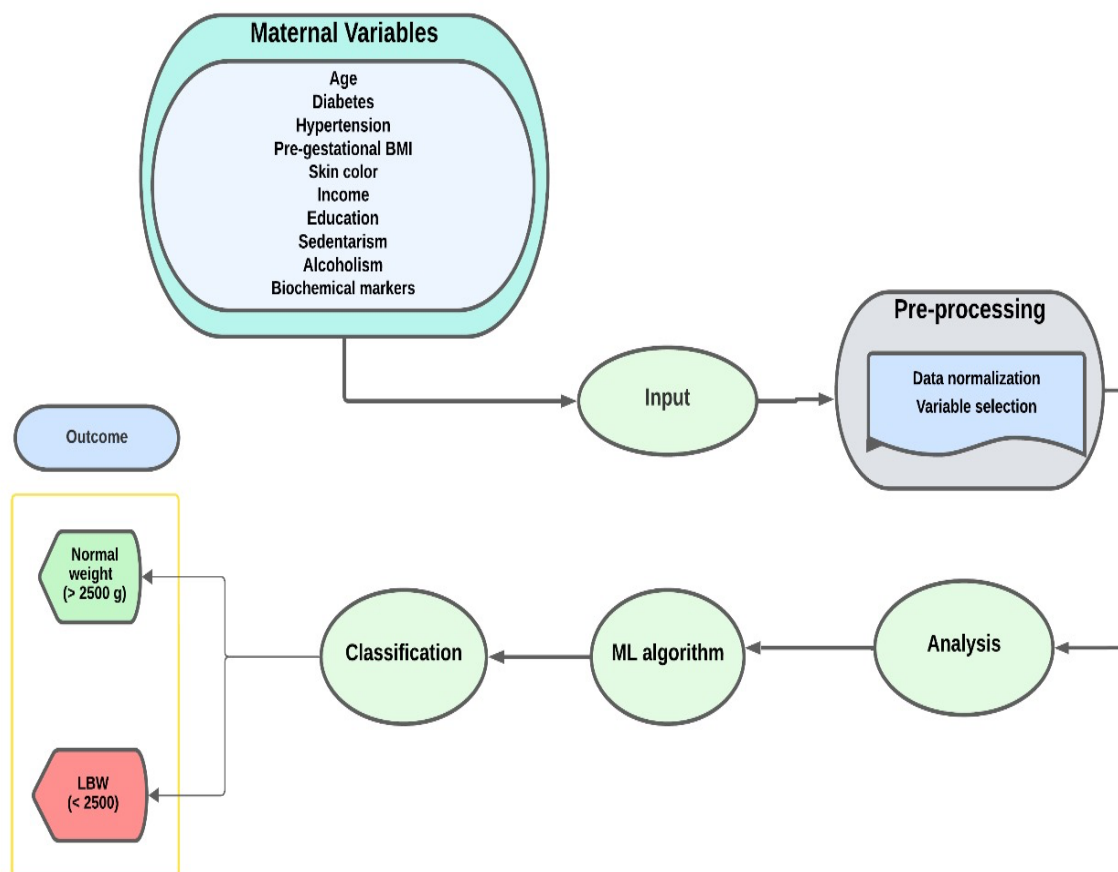 Maternal Variables
Age
Diabetes
Hypertension
Pre-gestational BMI
Skin color
Income
Education
Sedentarism
Alcoholism
Biochemical markers
Input
Pre-processing
Data normalization
Variable selection
Outcome
Normal
weight
(> 2500 g)
LBW
(< 2500)
Classification
ML algorithm
Analysis